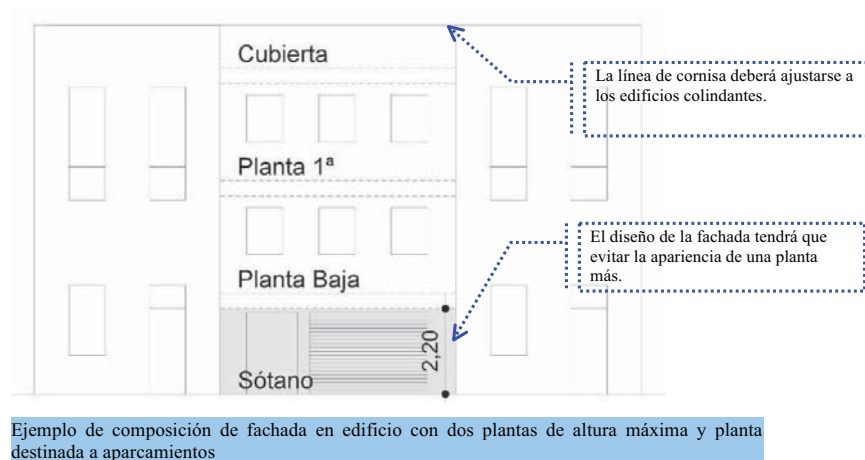 Cubierta
La línea de cornisa deberá ajustarse a
los edificios colindantes.
Planta 1ª
El diseño de la fachada tendrá que
evitar la apariencia de una planta
más.
Planta Baja
2,20
Sótano
Ejemplo de composición de fachada en edificio con dos plantas de altura máxima y planta
destinada a aparcamientos